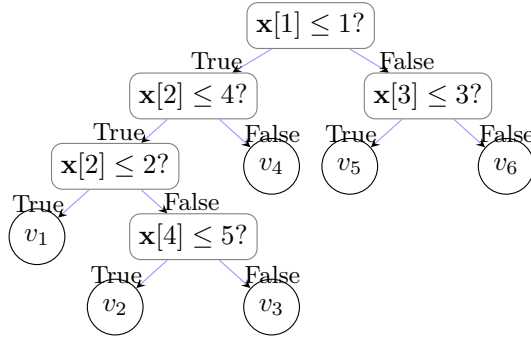 x[1] ≤ 1?
True False
x[2] ≤ 4? x[3] ≤ 3?
True False True False
x[2] ≤ 2? v₄ v₅ v₆
True False
v₁ x[4] ≤ 5?
True False
v₂ v₃